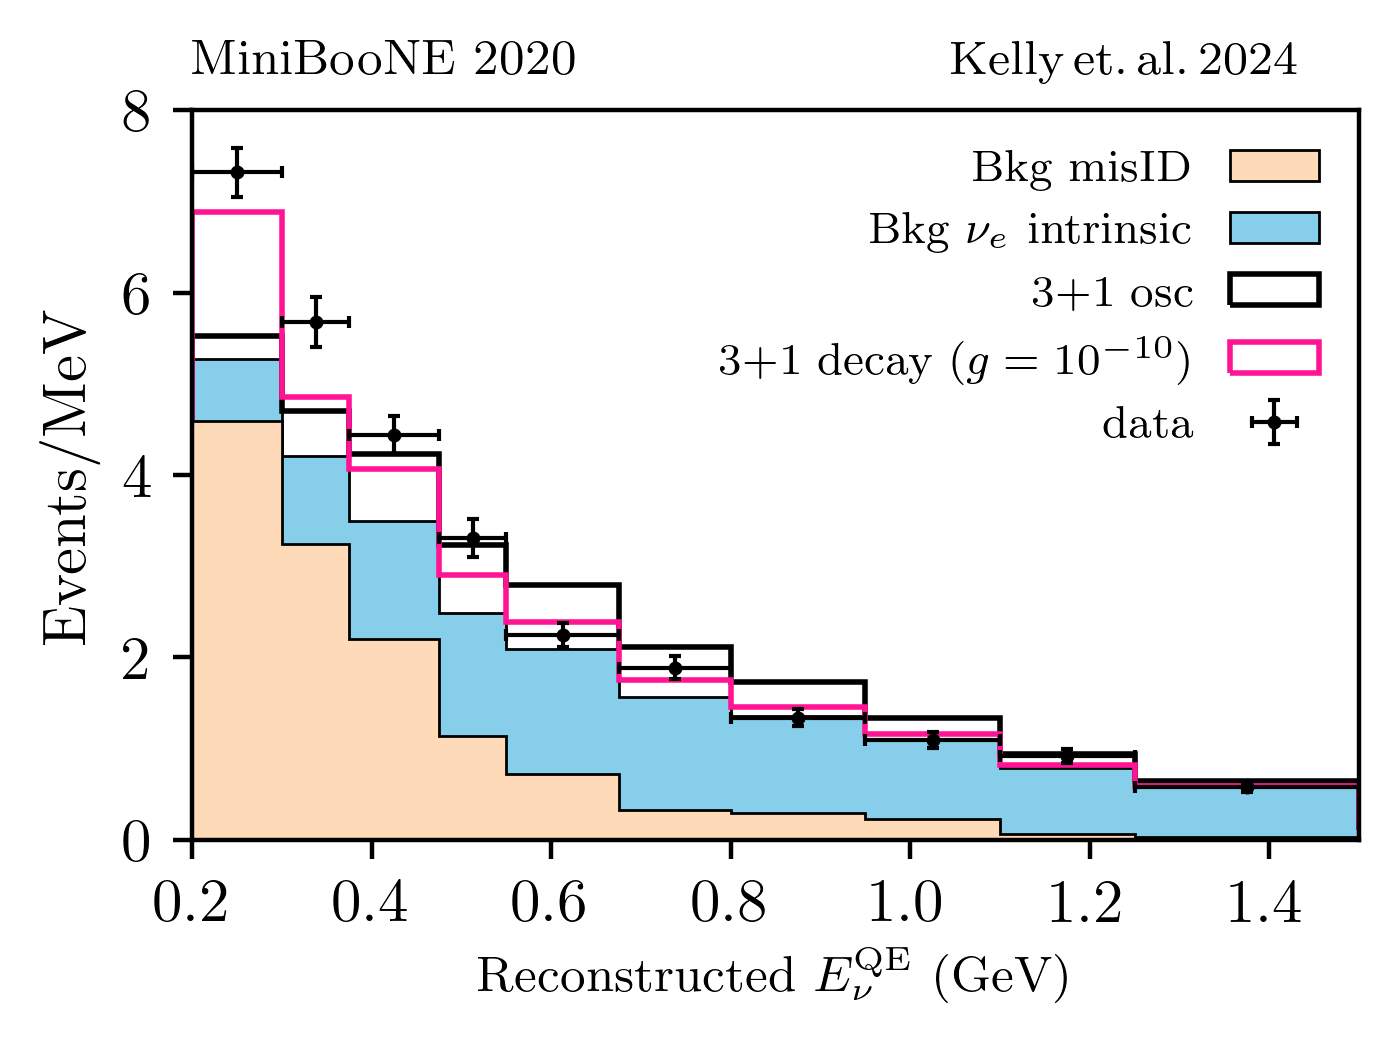 MiniBooNE 2020
Kelly et. al. 2024
8
6
4
2
0
Events/MeV
Bkg misID
Bkg νₑ intrinsic
3+1 osc
3+1 decay (g = 10⁻¹⁰)
data
0.2 0.4 0.6 0.8 1.0 1.2 1.4
Reconstructed E_ν^QE (GeV)